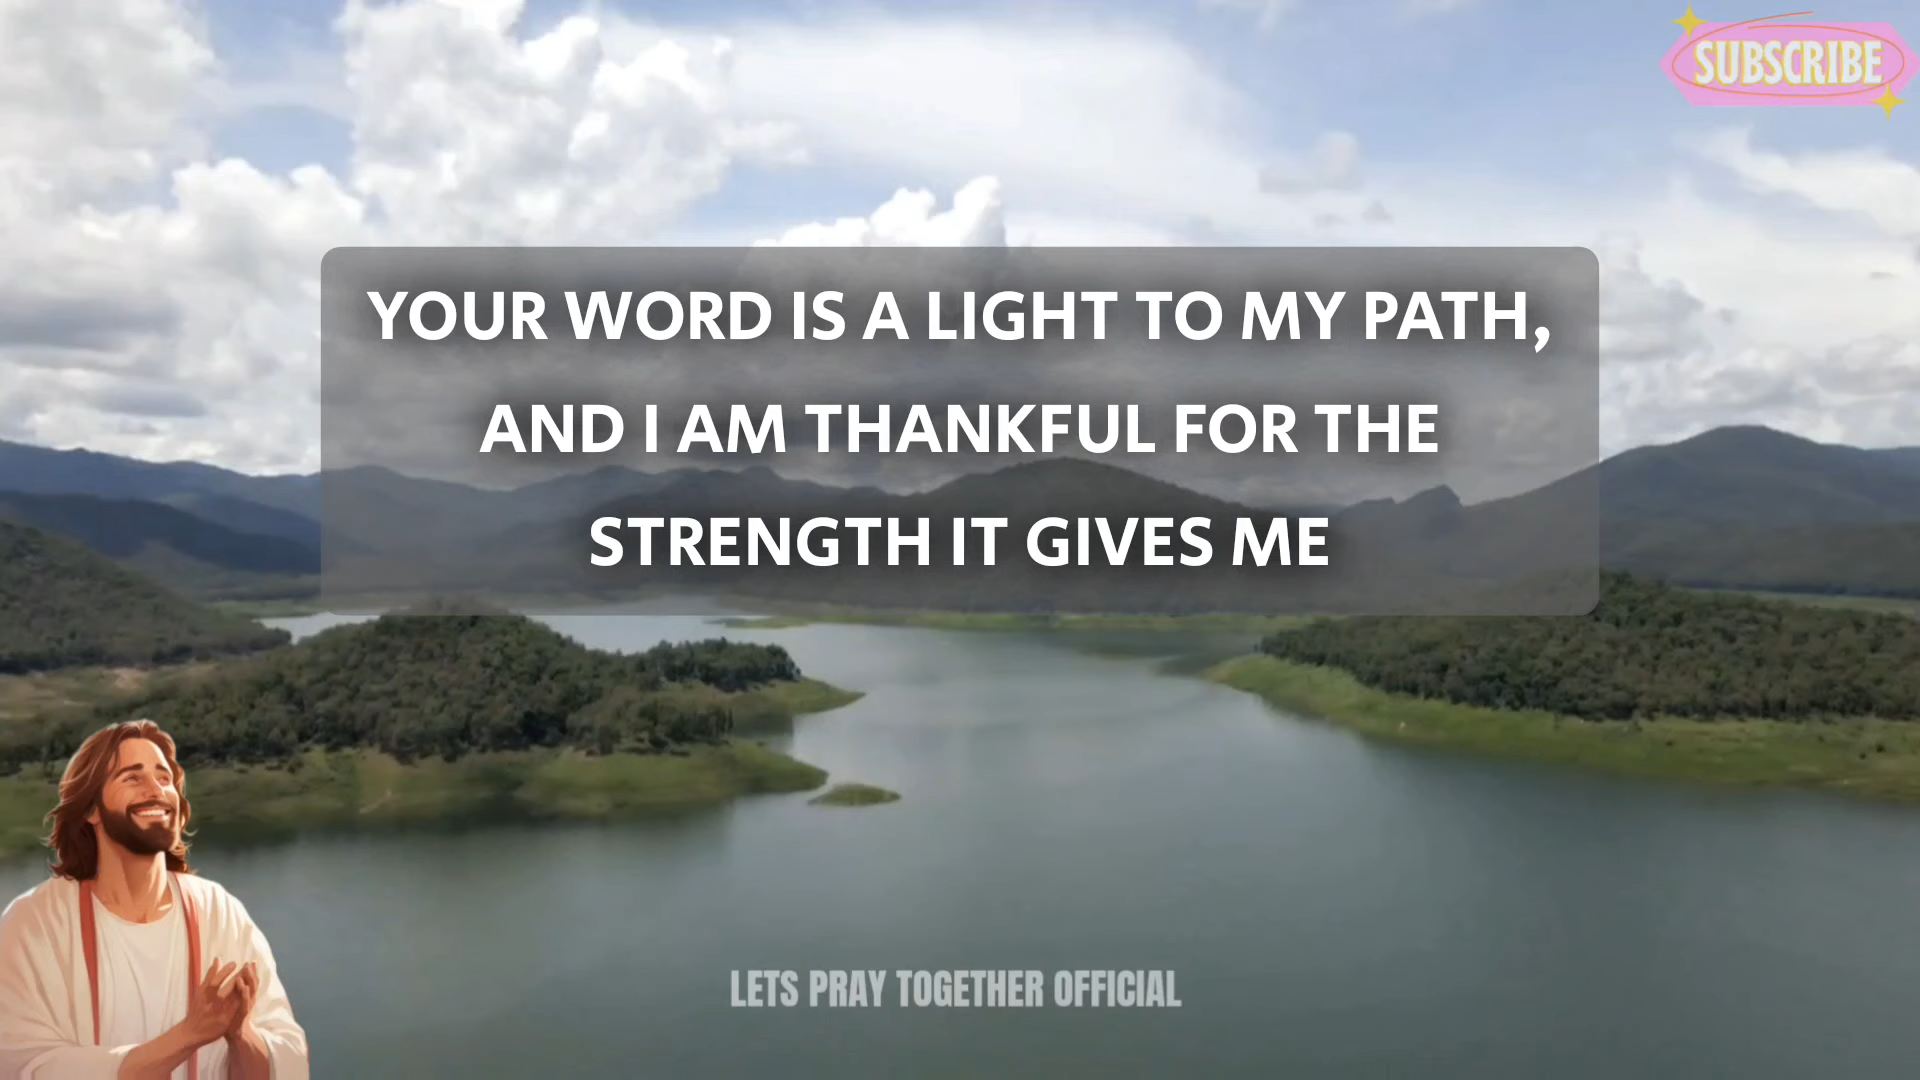 SUBSCRIBE
YOUR WORD IS A LIGHT TO MY PATH,
AND I AM THANKFUL FOR THE
STRENGTH IT GIVES ME
LETS PRAY TOGETHER OFFICIAL